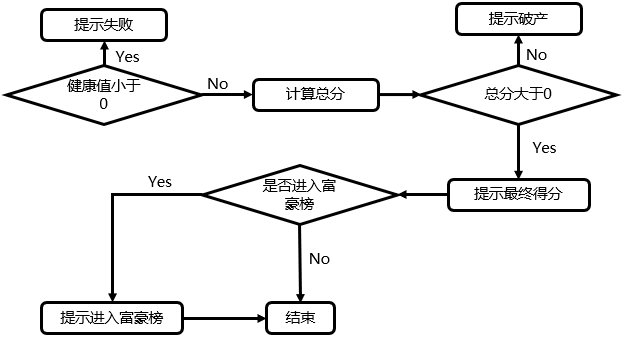 提示失败
提示破产
Yes
No
健康值小于
0
No
计算总分
总分大于0
Yes
Yes
是否进入富
豪榜
提示最终得分
No
提示进入富豪榜
结束